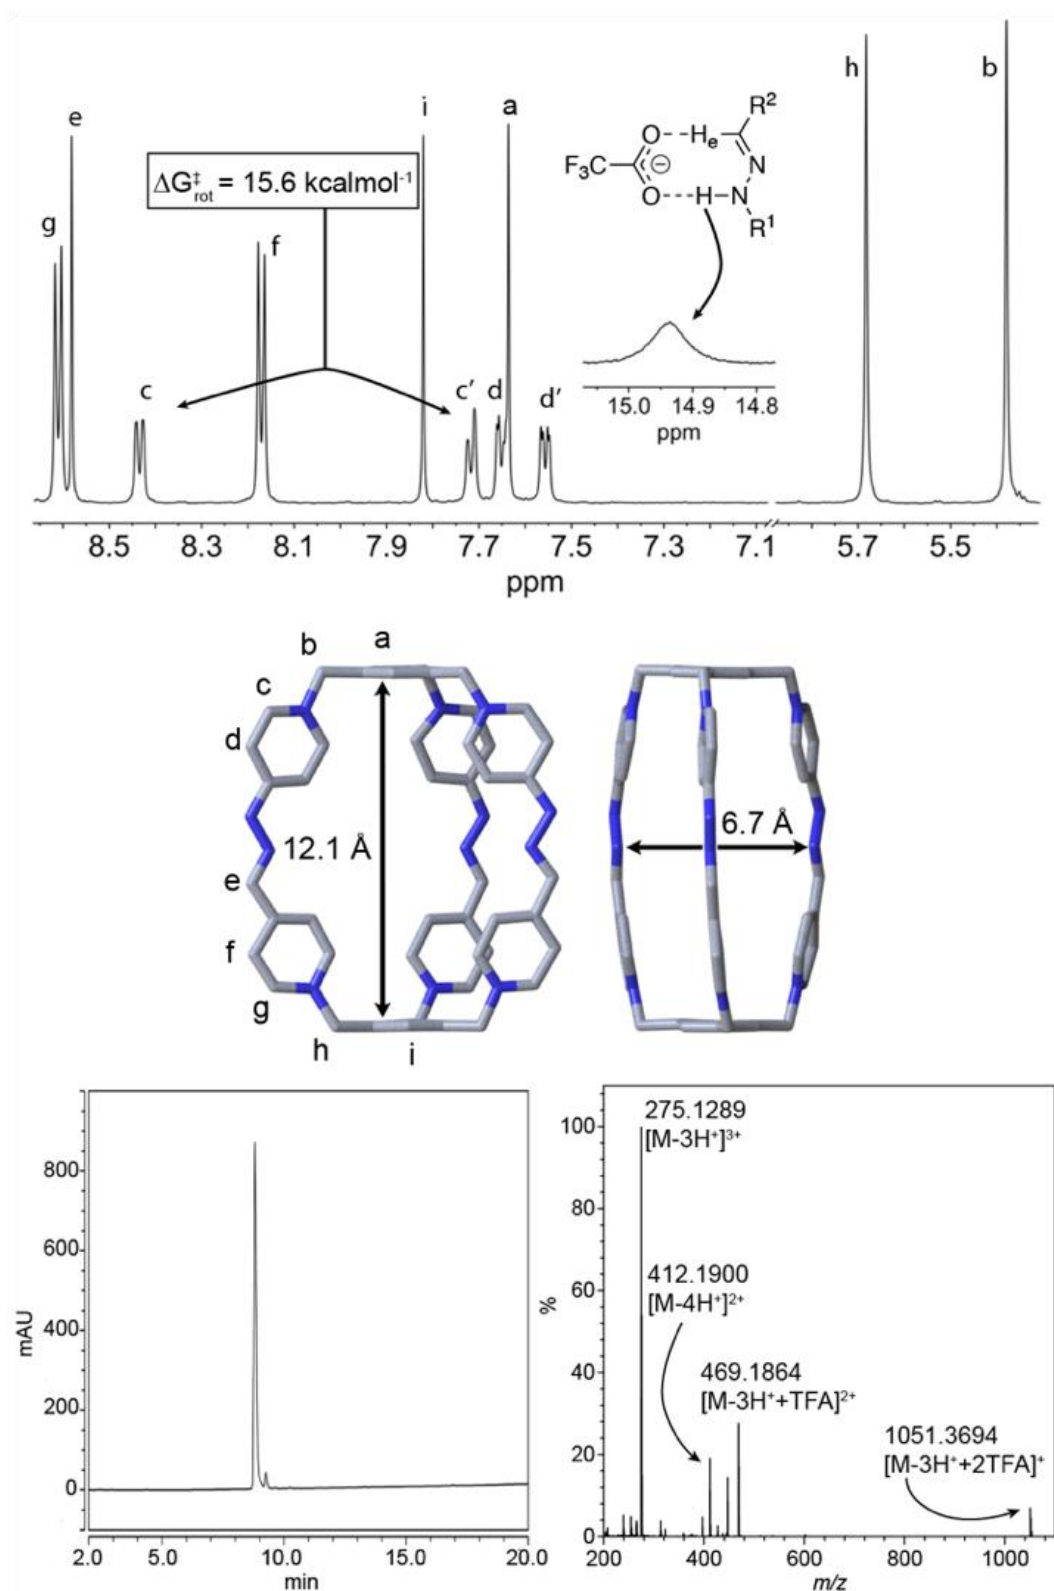 e
i
a
h
b
R²
O
Hₑ
F₃C
⊖
N
O
H
N
R¹
ΔG‡rot = 15.6 kcalmol⁻¹
g
f
c
c′
d
d′
15.0 14.9 14.8
ppm
8.5 8.3 8.1 7.9 7.7 7.5 7.3 7.1 5.7 5.5
ppm
b a
c
d
12.1 Å
6.7 Å
e
f
g
h i
800
600
400
200
0
mAU
2.0 5.0 10.0 15.0 20.0
min
100
80
60
40
20
0
%
275.1289
[M-3H⁺]³⁺
412.1900
[M-4H⁺]²⁺
469.1864
[M-3H⁺+TFA]²⁺
1051.3694
[M-3H⁺+2TFA]⁺
200 400 600 800 1000
m/z